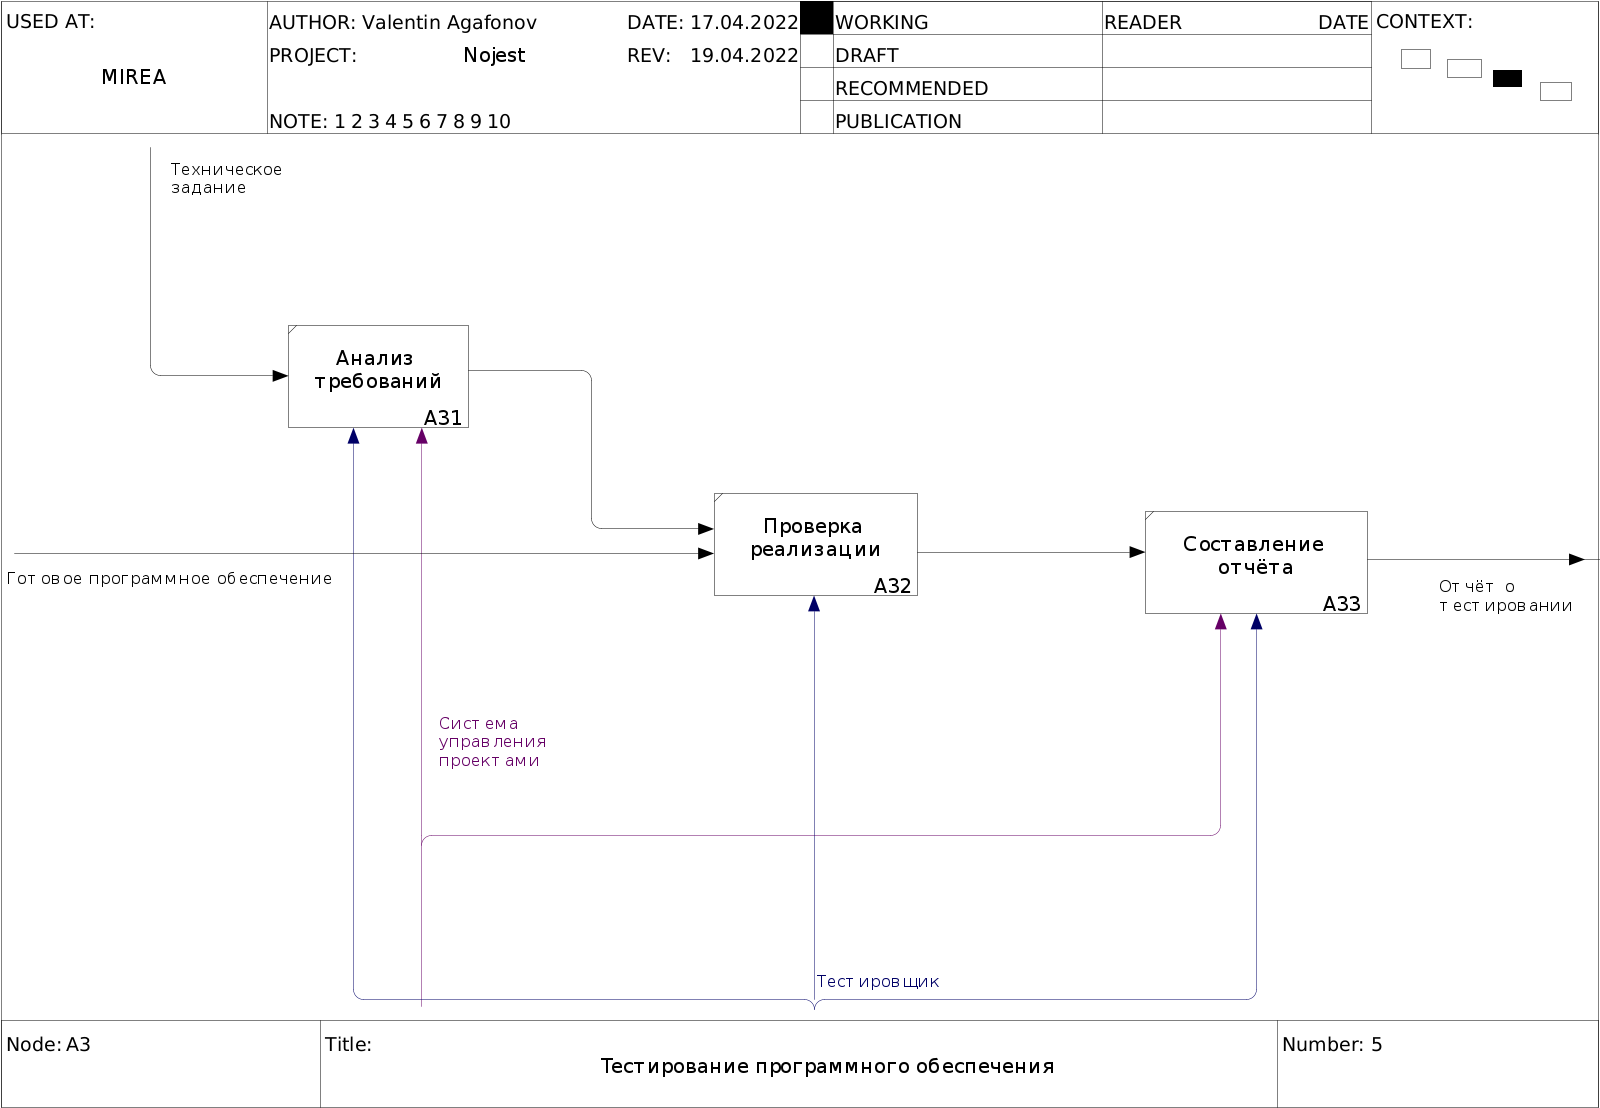 USED AT:
MIREA
AUTHOR: Valentin Agafonov
DATE: 17.04.2022
PROJECT:
Nojest
REV: 19.04.2022
NOTE: 1 2 3 4 5 6 7 8 9 10
WORKING
DRAFT
RECOMMENDED
PUBLICATION
READER
DATE
CONTEXT:
Техническое
задание
Анализ
требований
A31
Проверка
реализации
A32
Составление
отчёта
A33
Готовое программное обеспечение
Отчёт о
тестировании
Система
управления
проектами
Тестировщик
Node: A3
Title:
Тестирование программного обеспечения
Number: 5